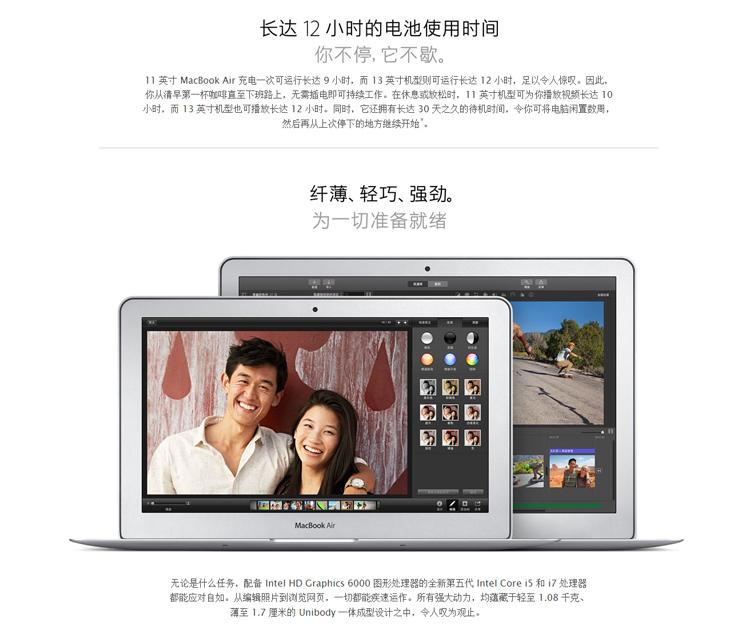 长达 12 小时的电池使用时间
你不停,它不歇。
11 英寸 MacBook Air 充电一次可运行长达 9 小时，而 13 英寸机型则可运行长达 12 小时，足以令人惊叹。因此，
你从清早第一杯咖啡直至下班路上，无需插电即可持续工作。在休息或放松时，11 英寸机型可为你播放视频长达 10
小时，而 13 英寸机型也可播放长达 12 小时。同时，它还拥有长达 30 天之久的待机时间，令你可将电脑闲置数周，
然后再从上次停下的地方继续开始*。
纤薄、轻巧、强劲。
为一切准备就绪
MacBook Air
无论是什么任务，配备 Intel HD Graphics 6000 图形处理器的全新第五代 Intel Core i5 和 i7 处理器
都能应对自如。从编辑照片到浏览网页，一切都能疾速运作。所有强大动力，均蕴藏于轻至 1.08 千克、
薄至 1.7 厘米的 Unibody 一体成型设计之中，令人叹为观止。